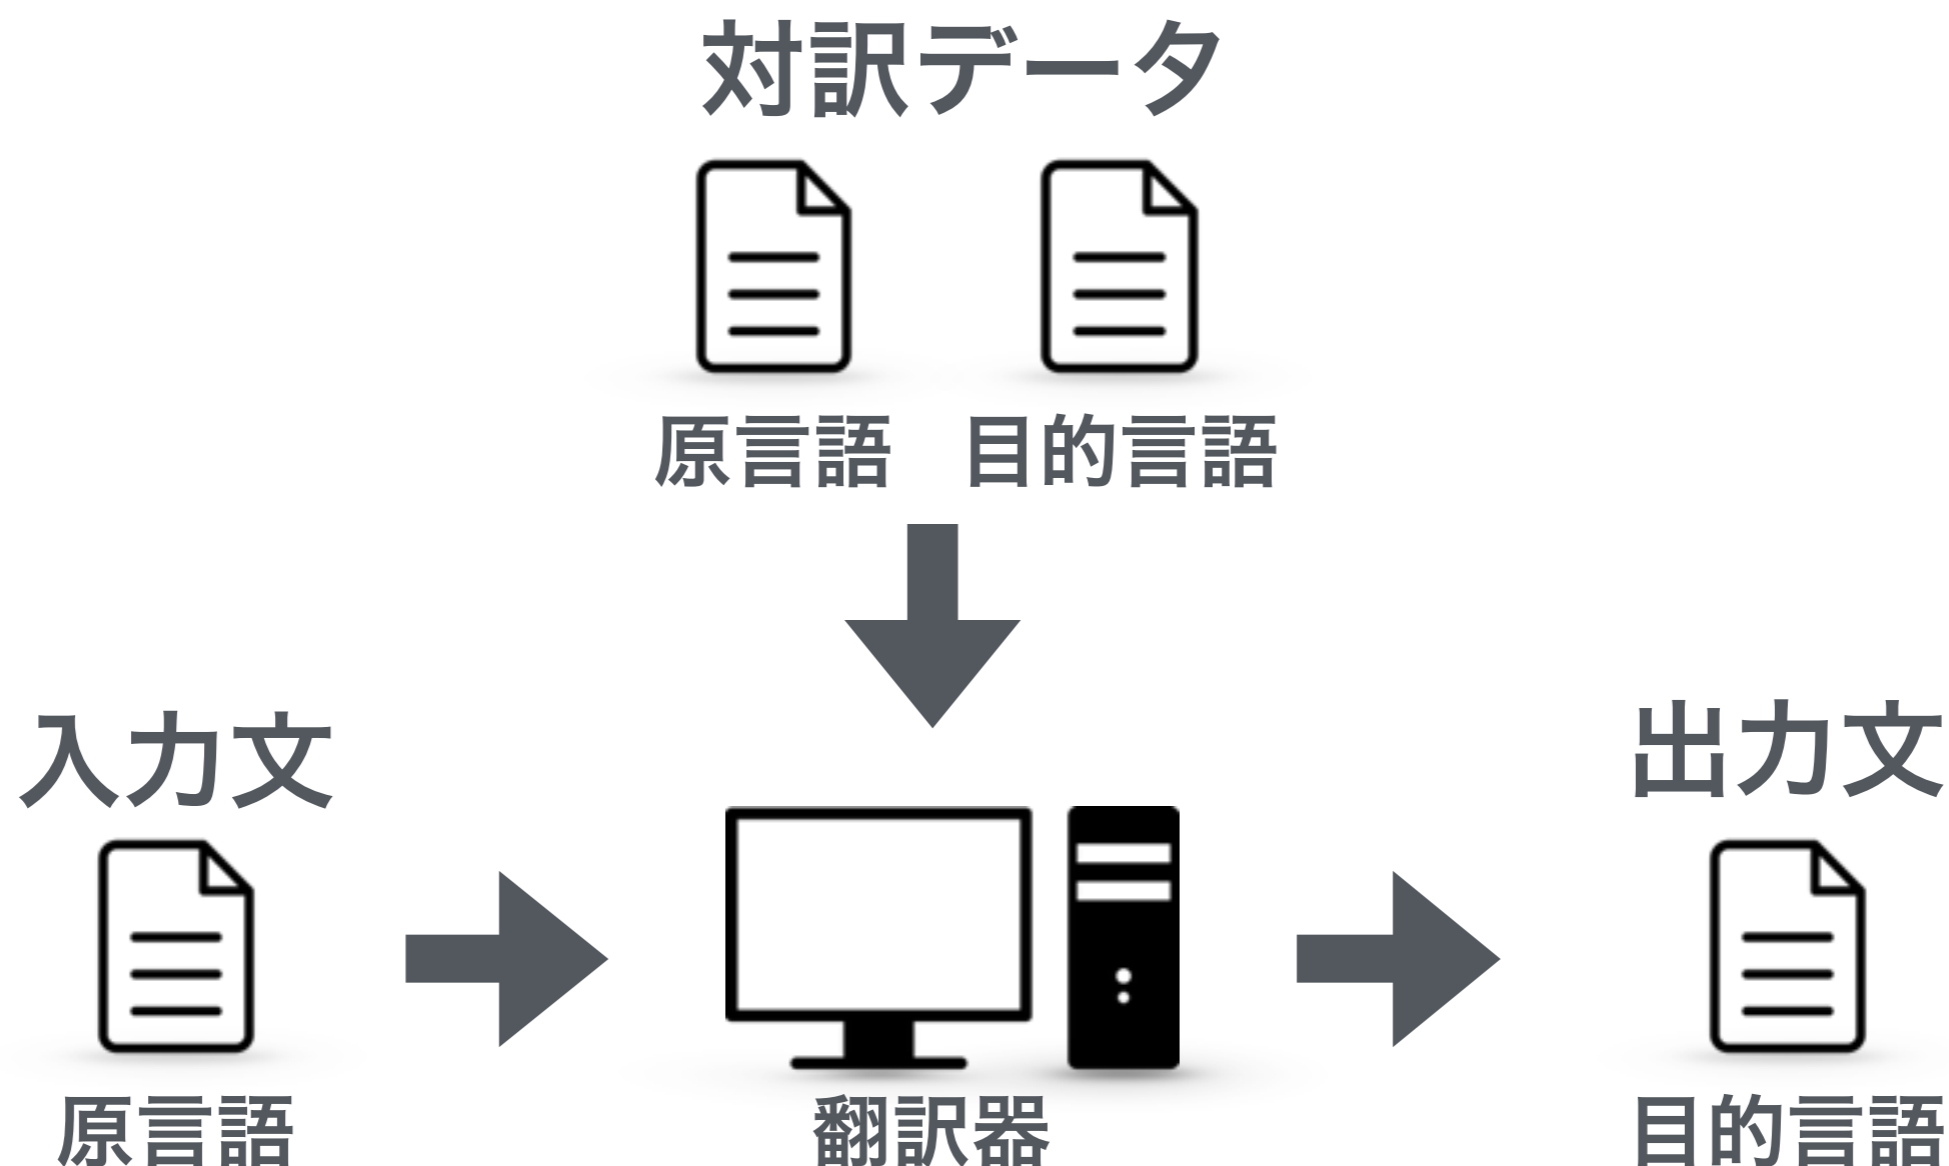 対訳データ
原言語
目的言語
入力文
出力文
原言語
翻訳器
目的言語